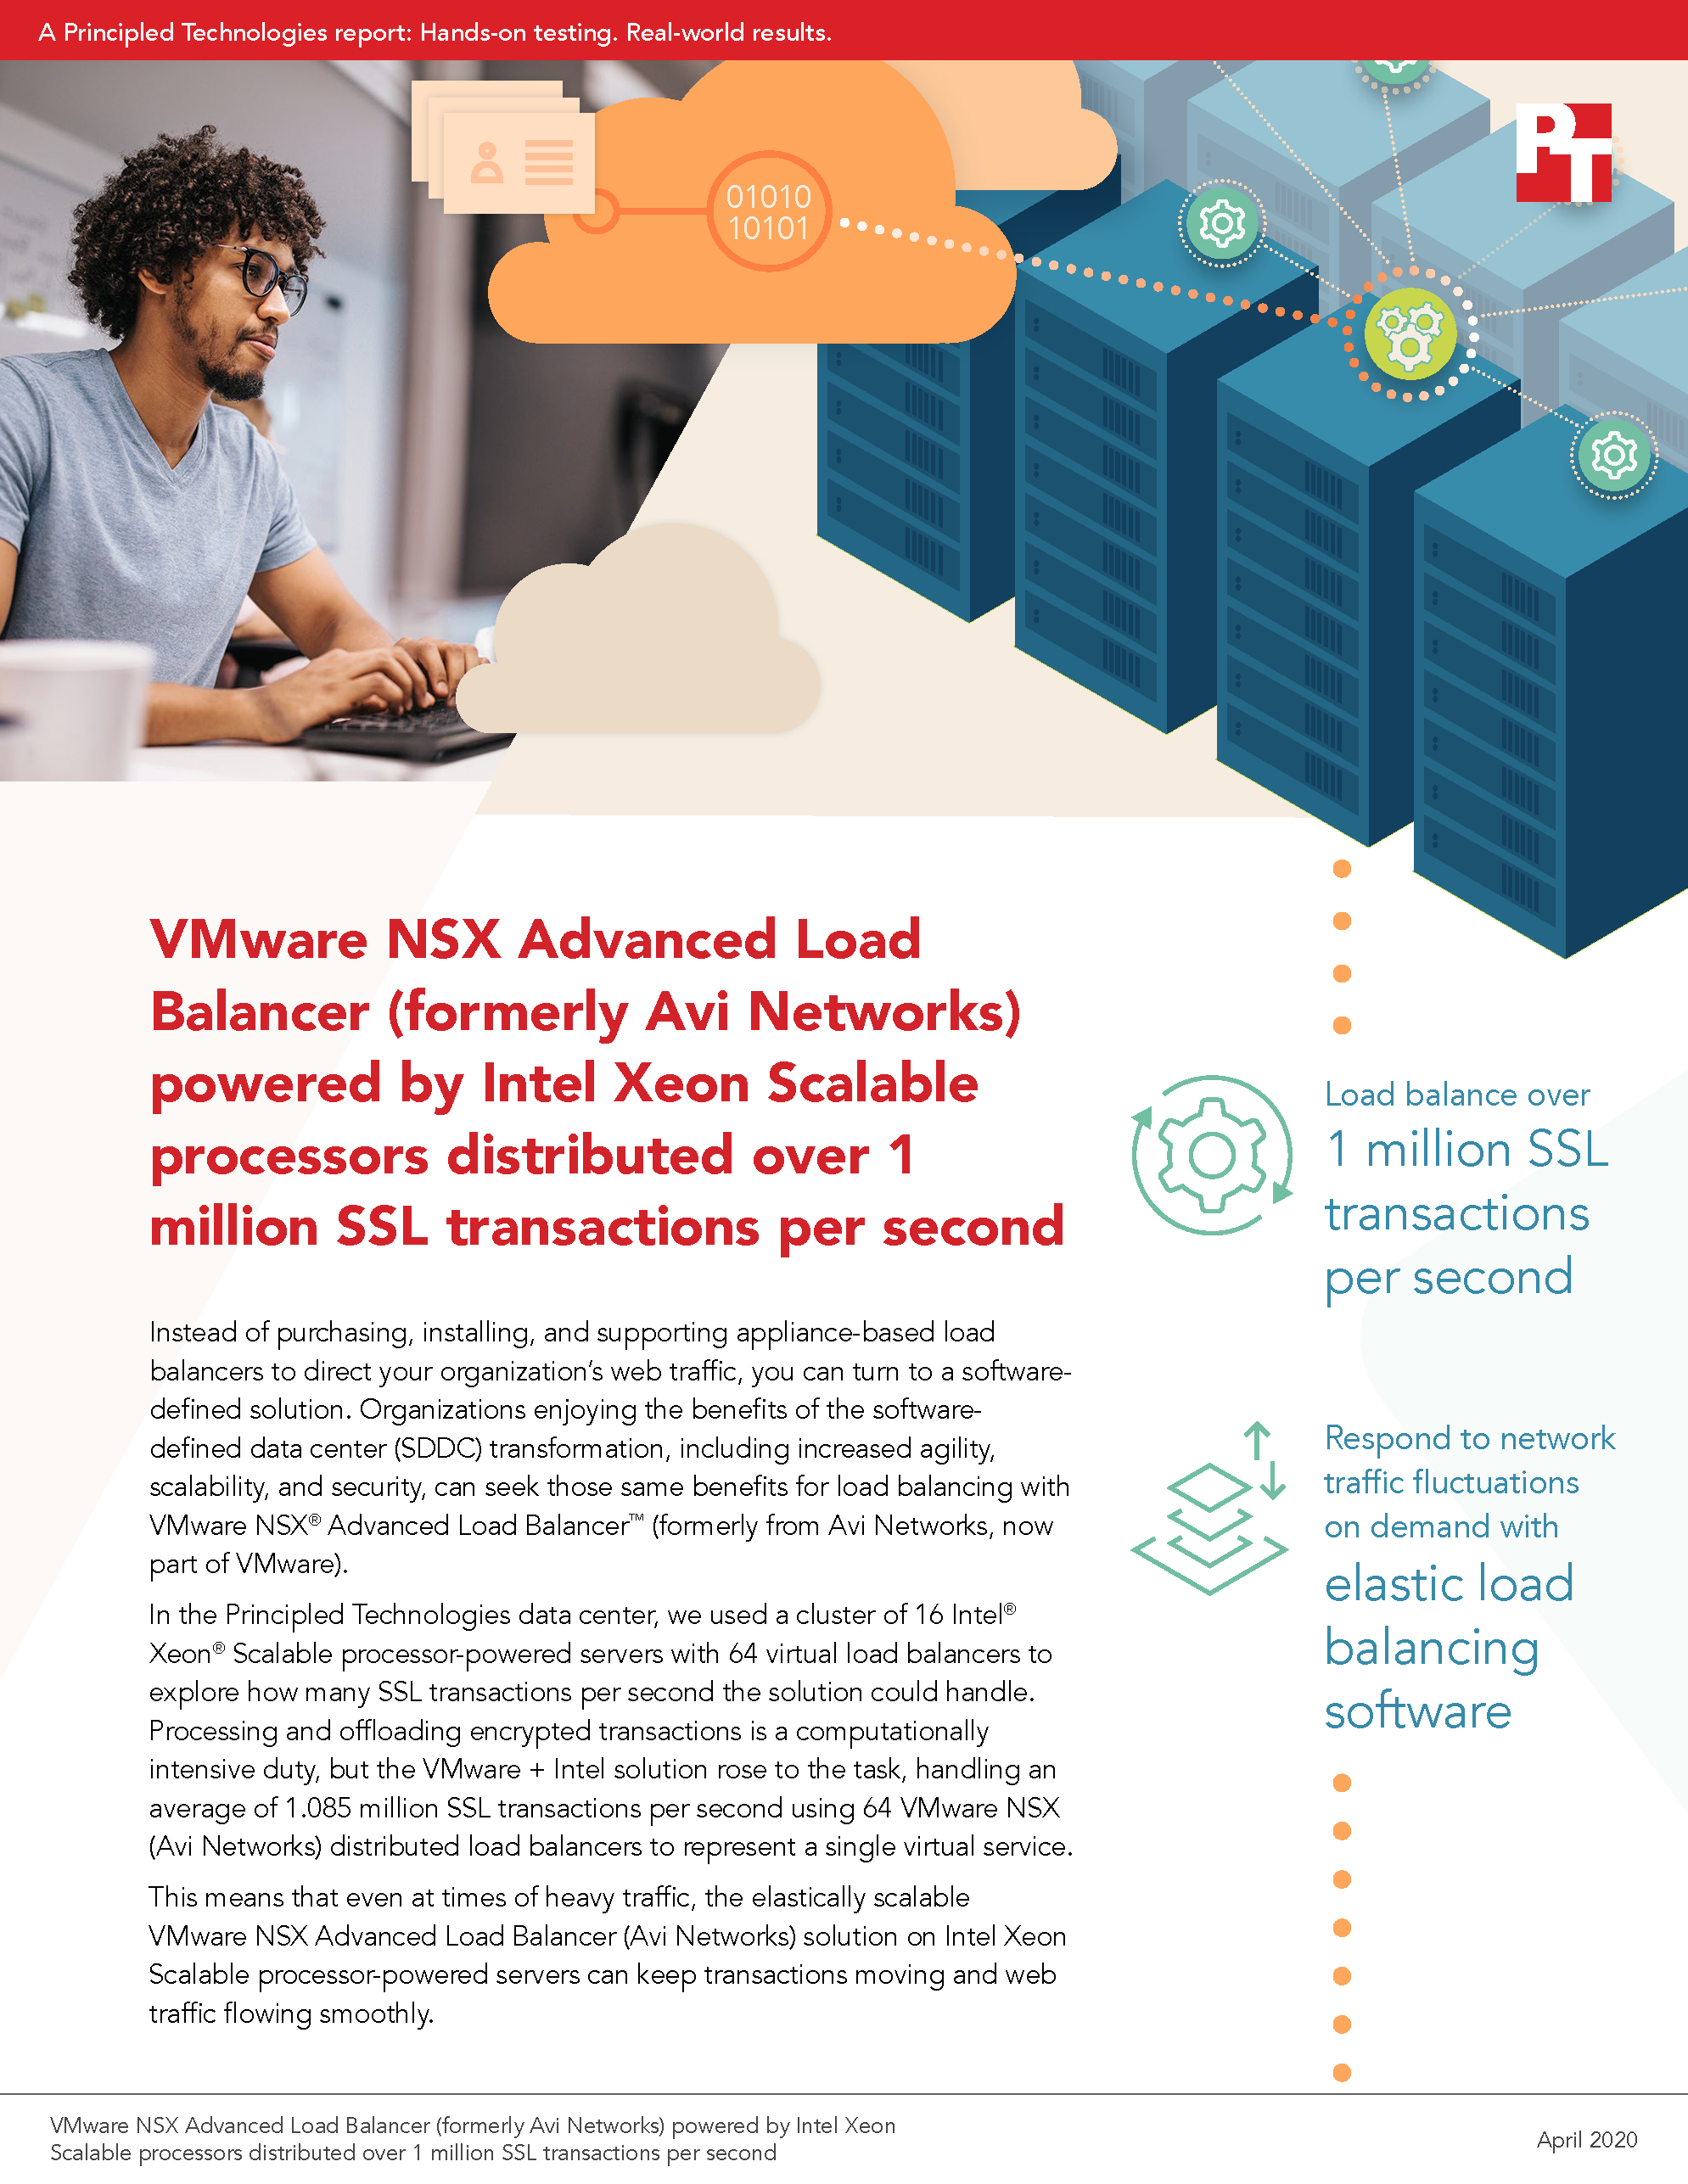 A Principled Technologies report: Hands-on testing. Real-world results.
01010
10101
PT
VMware NSX Advanced Load
Balancer (formerly Avi Networks)
powered by Intel Xeon Scalable
processors distributed over 1
million SSL transactions per second
Instead of purchasing, installing, and supporting appliance-based load
balancers to direct your organization’s web traffic, you can turn to a software-
defined solution. Organizations enjoying the benefits of the software-
defined data center (SDDC) transformation, including increased agility,
scalability, and security, can seek those same benefits for load balancing with
VMware NSX® Advanced Load Balancer™ (formerly from Avi Networks, now
part of VMware).
In the Principled Technologies data center, we used a cluster of 16 Intel®
Xeon® Scalable processor-powered servers with 64 virtual load balancers to
explore how many SSL transactions per second the solution could handle.
Processing and offloading encrypted transactions is a computationally
intensive duty, but the VMware + Intel solution rose to the task, handling an
average of 1.085 million SSL transactions per second using 64 VMware NSX
(Avi Networks) distributed load balancers to represent a single virtual service.
This means that even at times of heavy traffic, the elastically scalable
VMware NSX Advanced Load Balancer (Avi Networks) solution on Intel Xeon
Scalable processor-powered servers can keep transactions moving and web
traffic flowing smoothly.
Load balance over
1 million SSL
transactions
per second
Respond to network
traffic fluctuations
on demand with
elastic load
balancing
software
VMware NSX Advanced Load Balancer (formerly Avi Networks) powered by Intel Xeon
Scalable processors distributed over 1 million SSL transactions per second
April 2020